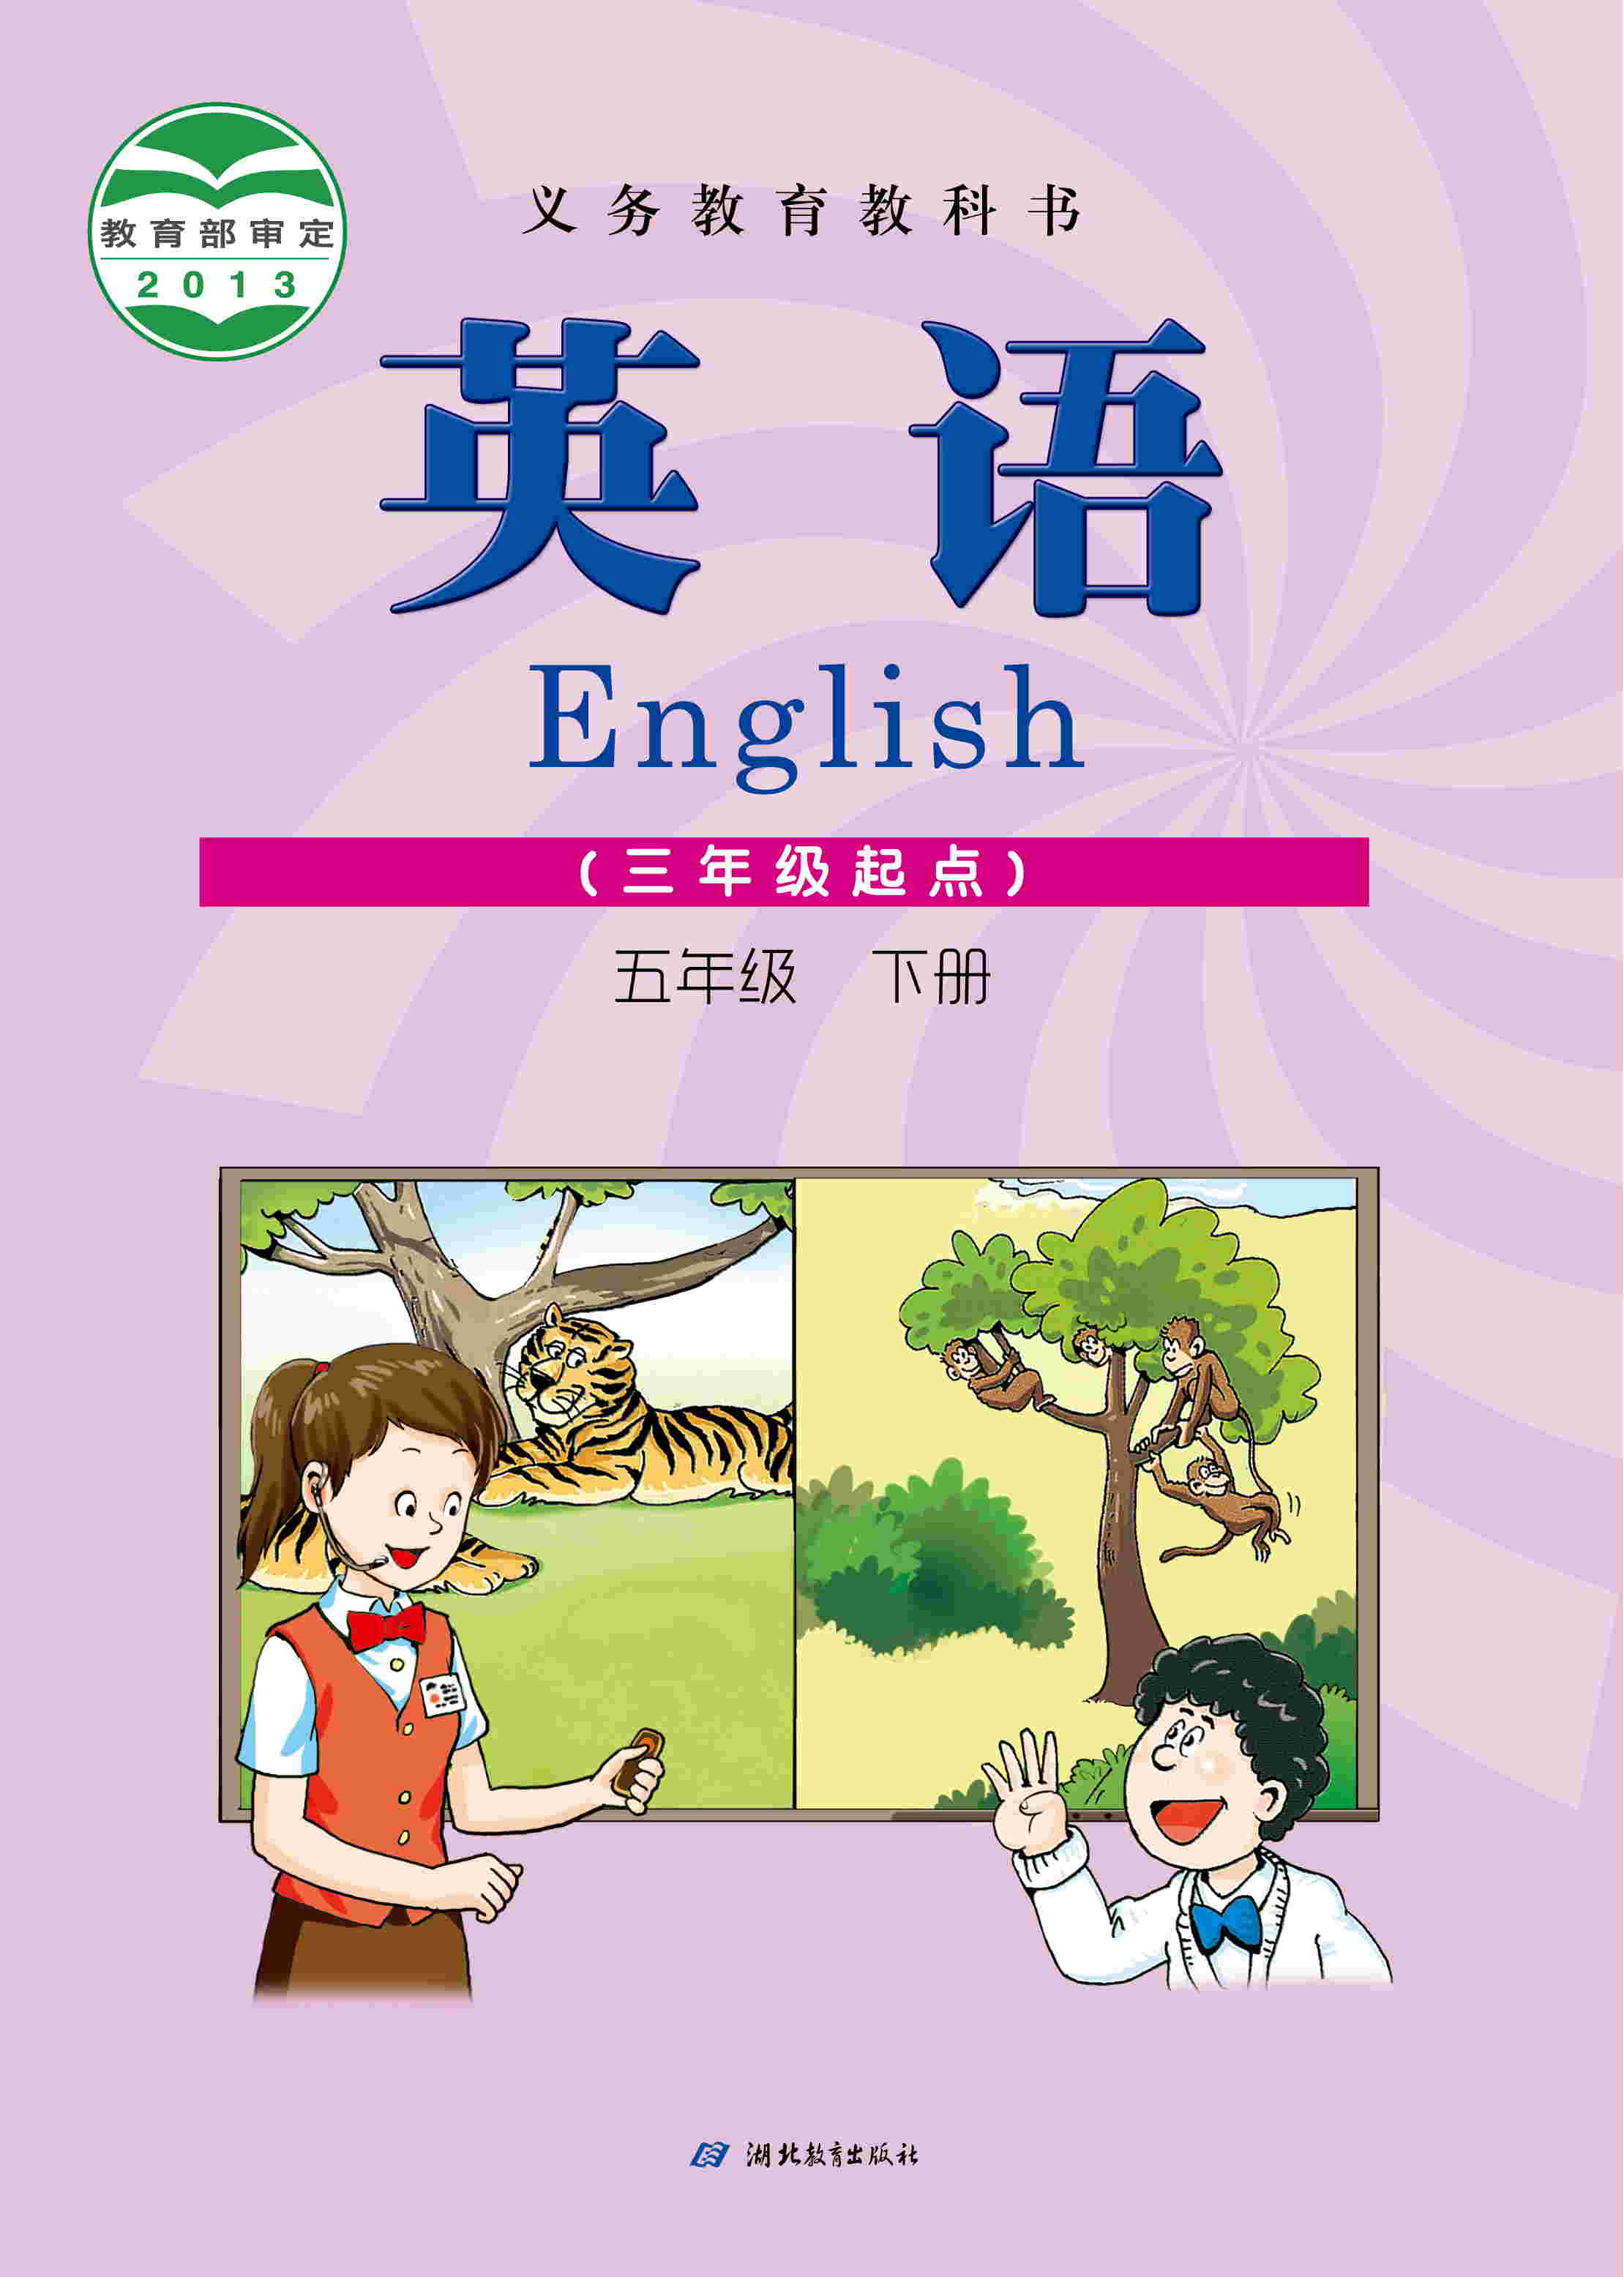 教育部审定
2013
义务教育教科书
英语
English
（三年级起点）
五年级 下册
湖北教育出版社